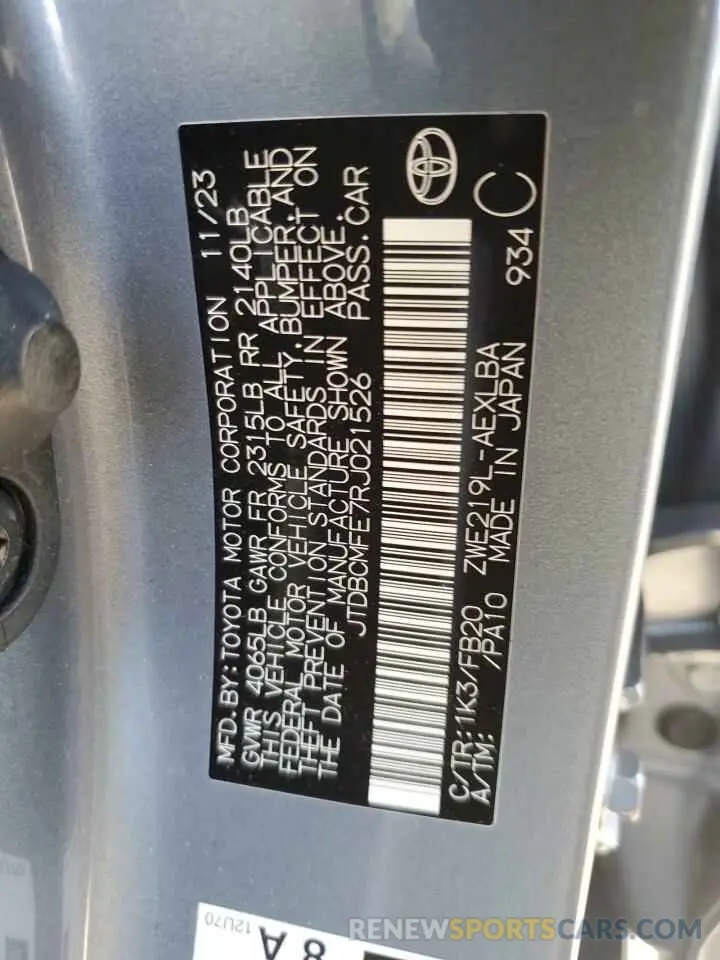 MFD. BY: TOYOTA MOTOR CORPORATION 11/23
GVWR 4065LB GAWR FR 2315LB RR 2140LB
THIS VEHICLE CONFORMS TO ALL APPLICABLE
FEDERAL MOTOR VEHICLE SAFETY, BUMPER, AND
THEFT PREVENTION STANDARDS IN EFFECT ON
THE DATE OF MANUFACTURE SHOWN ABOVE.
JTDBCMFE7RJ021526 PASS. CAR
C/TR: 1K3/FB20 ZWE219L-AEXLBA
A/TM: /PA10 MADE IN JAPAN
934 C
12U70
8 A
RENEWSPORTSCARS.COM